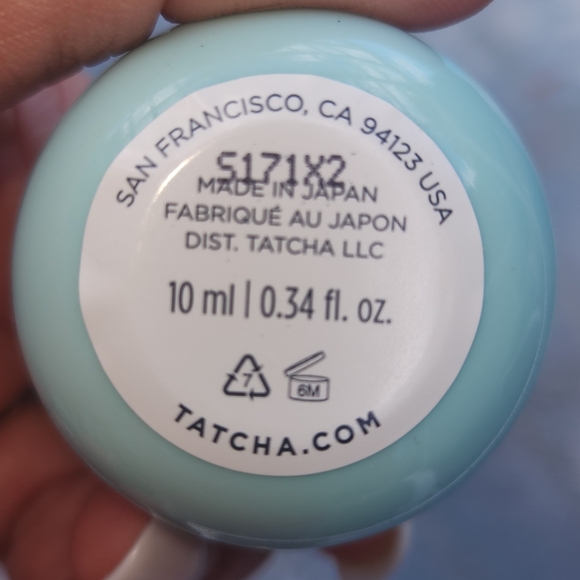 SAN FRANCISCO, CA 94123 USA
S171X2
MADE IN JAPAN
FABRIQUÉ AU JAPON
DIST. TATCHA LLC
10 ml | 0.34 fl. oz.
7
6M
TATCHA.COM